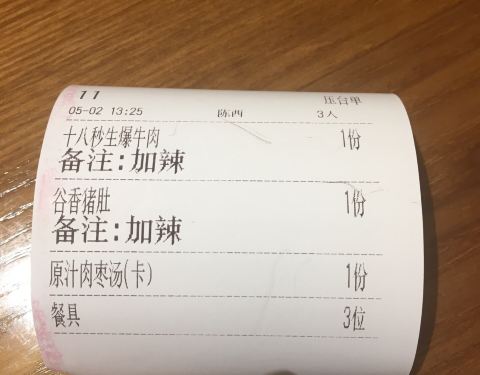 11 压台单
05-02 13:25 陈西 3人
十八秒生爆牛肉 1份
备注:加辣
谷香猪肚 1份
备注:加辣
原汁肉枣汤(卡) 1份
餐具 3位